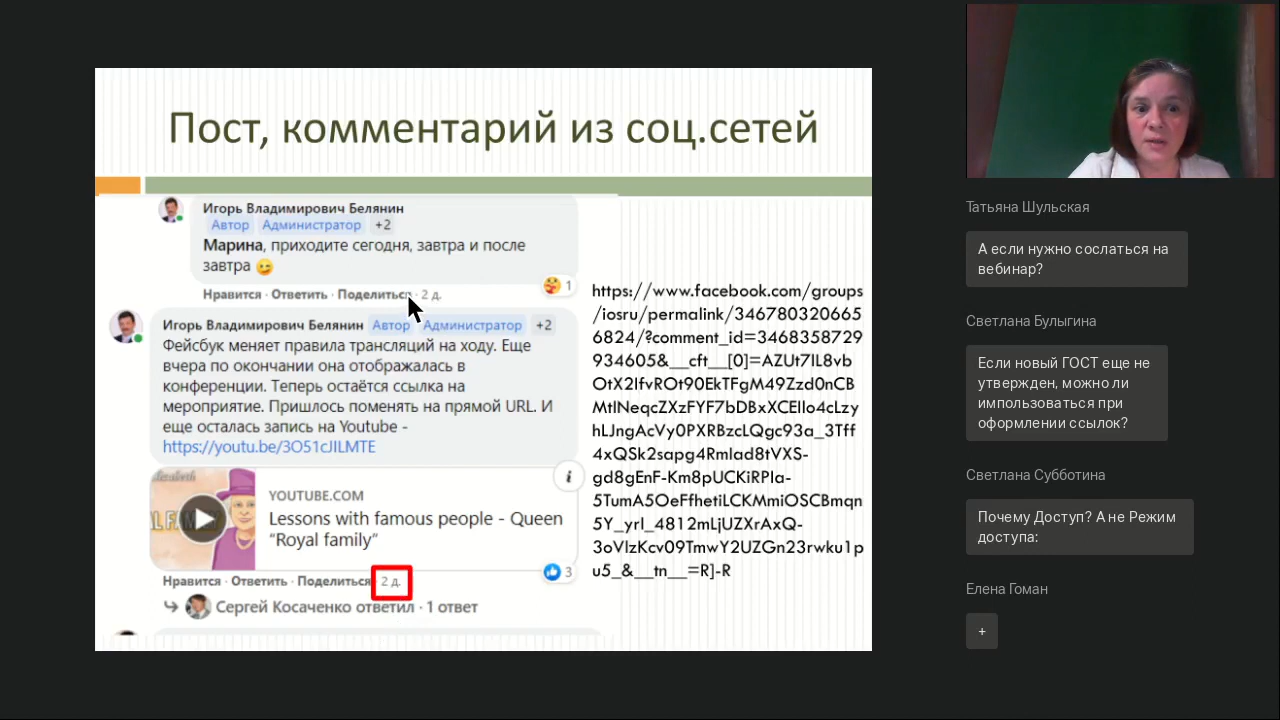 Пост, комментарий из соц.сетей
Игорь Владимирович Белянин
Автор Администратор +2
Марина, приходите сегодня, завтра и после
завтра
1
Нравится · Ответить · Поделиться · 2 д.
Игорь Владимирович Белянин Автор Администратор +2
Фейсбук меняет правила трансляций на ходу. Еще
вчера по окончании она отображалась в
конференции. Теперь остаётся ссылка на
мероприятие. Пришлось поменять на прямой URL. И
еще осталась запись на Youtube -
https://youtu.be/3O51cJILMTE
YOUTUBE.COM
Lessons with famous people - Queen
“Royal family”
Нравится · Ответить · Поделиться 2 д.
3
Сергей Косаченко ответил · 1 ответ
https://www.facebook.com/groups
/iosru/permalink/346780320665
6824/?comment_id=3468358729
934605&__cft__[0]=AZUt7IL8vb
OtX2IfvROt90EkTFgM49Zzd0nCB
MtINeqcZXzFYF7bDBxXCEIIo4cLzy
hLJngAcVy0PXRBzcLQgc93a_3Tff
4xQSk2sapg4RmIad8tVXS-
gd8gEnF-Km8pUCKiRPIa-
5TumA5OeFfhetiLCKMmiOSCBmqn
5Y_yrI_4812mLjUZXrAxQ-
3oVIzKcv09TmwY2UZGn23rwku1p
u5_&__tn__=R]-R
Татьяна Шульская
А если нужно сослаться на
вебинар?
Светлана Булыгина
Если новый ГОСТ еще не
утвержден, можно ли
импользоваться при
оформлении ссылок?
Светлана Субботина
Почему Доступ? А не Режим
доступа:
Елена Гоман
+